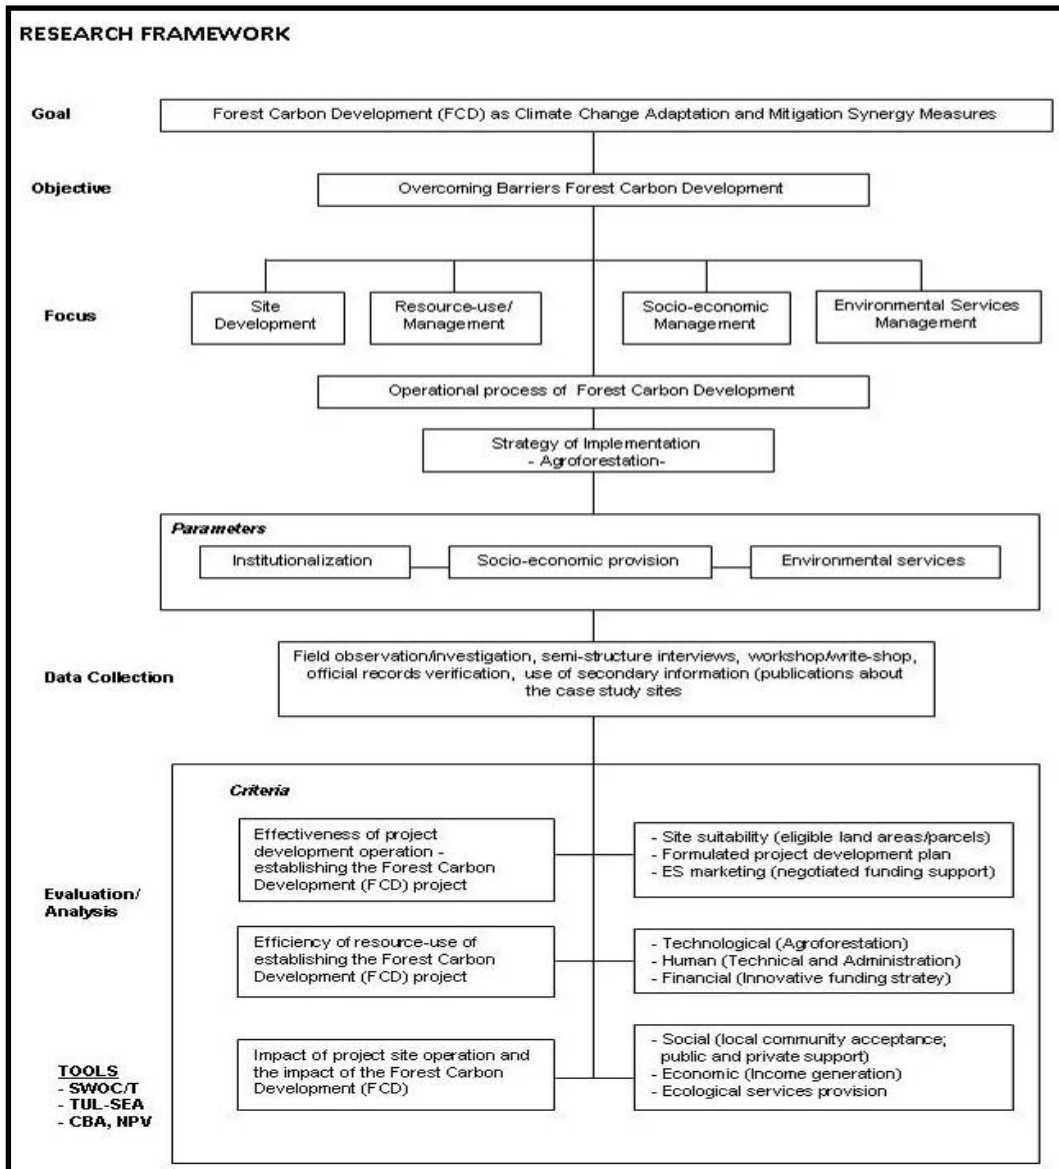 RESEARCH FRAMEWORK
Goal
Forest Carbon Development (FCD) as Climate Change Adaptation and Mitigation Synergy Measures
Objective
Overcoming Barriers Forest Carbon Development
Focus
Site
Development
Resource-use/
Management
Socio-economic
Management
Environmental Services
Management
Operational process of Forest Carbon Development
Strategy of Implementation
- Agroforestation-
Parameters
Institutionalization
Socio-economic provision
Environmental services
Data Collection
Field observation/investigation, semi-structure interviews, workshop/write-shop,
official records verification, use of secondary information (publications about
the case study sites
Evaluation/
Analysis
Criteria
Effectiveness of project
development operation -
establishing the Forest Carbon
Development (FCD) project
- Site suitability (eligible land areas/parcels)
- Formulated project development plan
- ES marketing (negotiated funding support)
Efficiency of resource-use of
establishing the Forest Carbon
Development (FCD) project
- Technological (Agroforestation)
- Human (Technical and Administration)
- Financial (Innovative funding stratey)
Impact of project site operation and
the impact of the Forest Carbon
Development (FCD)
- Social (local community acceptance;
public and private support)
- Economic (Income generation)
- Ecological services provision
TOOLS
- SWOC/T
- TUL-SEA
- CBA, NPV